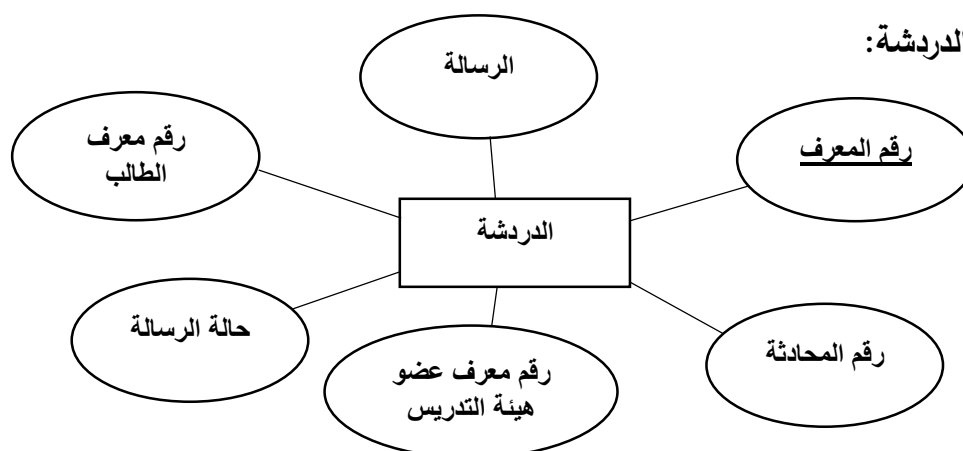 الدردشة:
الرسالة
رقم المعرف
رقم معرف
الطالب
الدردشة
حالة الرسالة
رقم معرف عضو
هيئة التدريس
رقم المحادثة